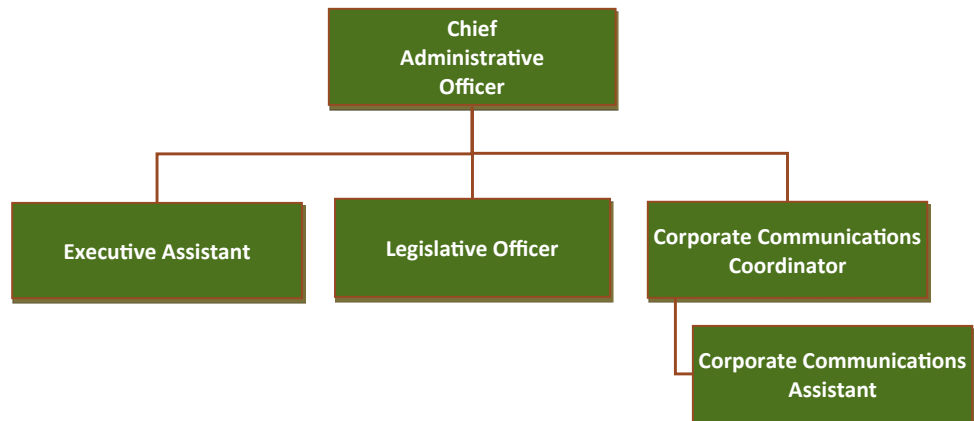 Chief
Administrative
Officer
Executive Assistant
Legislative Officer
Corporate Communications
Coordinator
Corporate Communications
Assistant